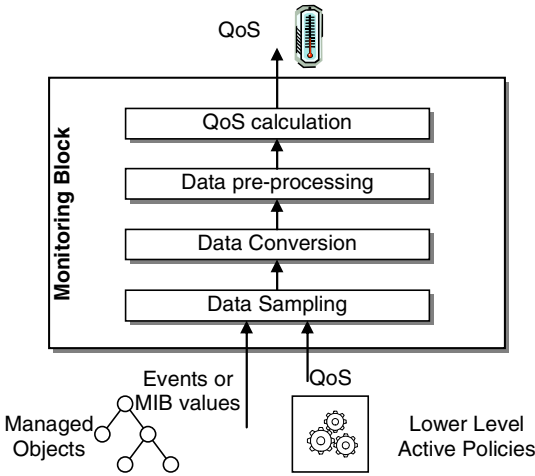 QoS
Monitoring Block
QoS calculation
Data pre-processing
Data Conversion
Data Sampling
Events or
MIB values
QoS
Managed
Objects
Lower Level
Active Policies